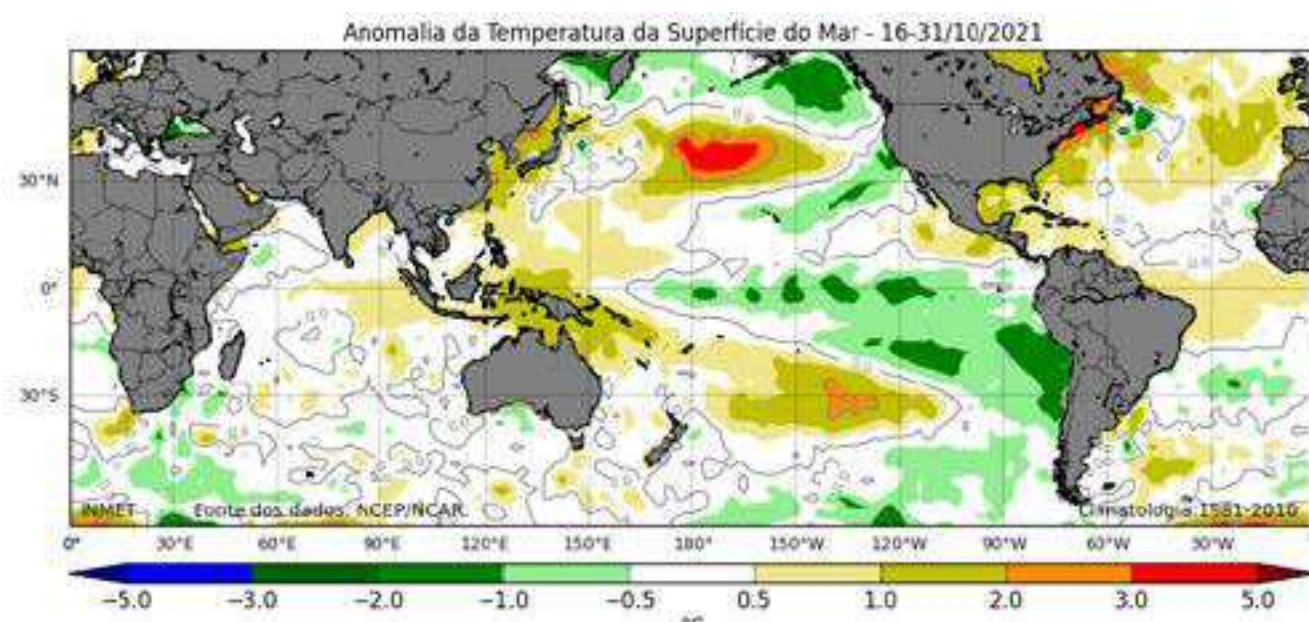 Anomalia da Temperatura da Superfície do Mar - 16-31/10/2021
30°N
0°
30°S
INMET Fonte dos dados: NCEP/NCAR. Climatologia 1981-2010
0° 30°E 60°E 90°E 120°E 150°E 180° 150°W 120°W 90°W 60°W 30°W
−5.0 −3.0 −2.0 −1.0 −0.5 0.5 1.0 2.0 3.0 5.0
°C